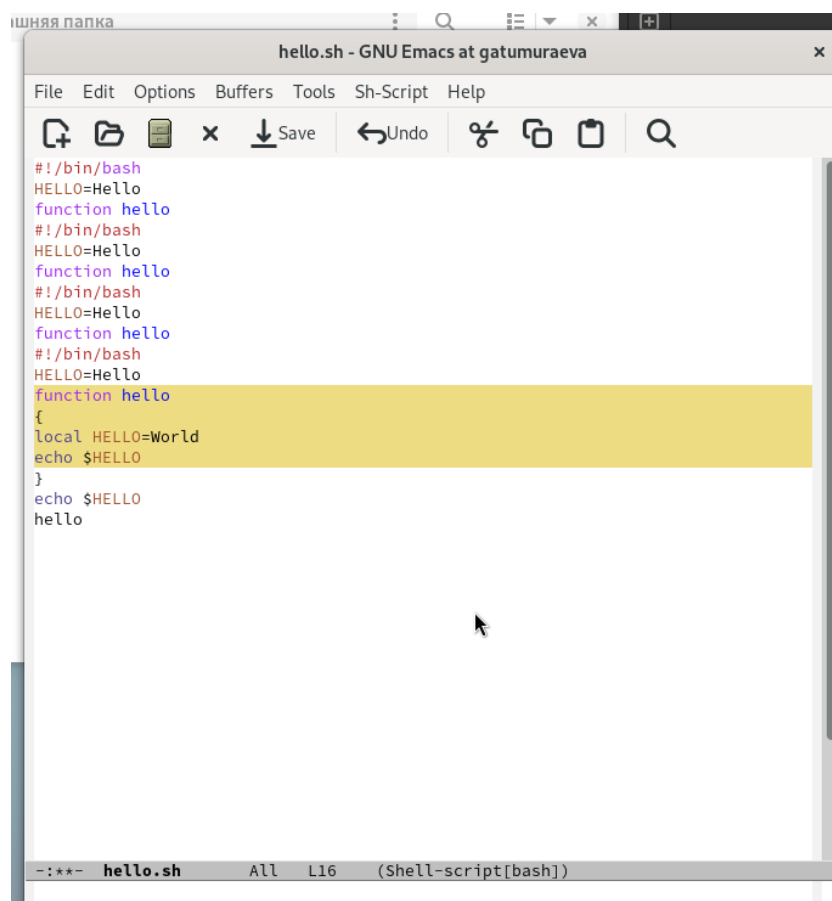 ашняя папка
hello.sh - GNU Emacs at gatumuraeva
File Edit Options Buffers Tools Sh-Script Help
Save Undo
#!/bin/bash
HELLO=Hello
function hello
#!/bin/bash
HELLO=Hello
function hello
#!/bin/bash
HELLO=Hello
function hello
#!/bin/bash
HELLO=Hello
function hello
{
local HELLO=World
echo $HELLO
}
echo $HELLO
hello
-:**- hello.sh All L16 (Shell-script[bash])